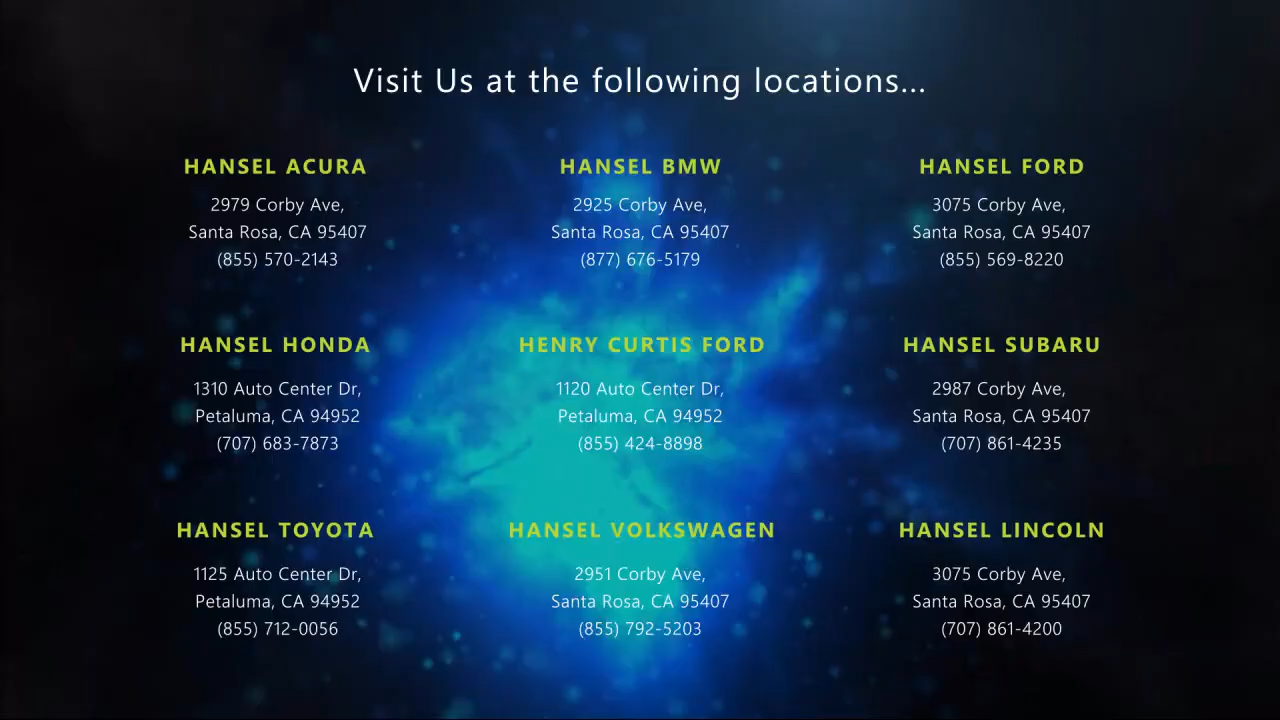 Visit Us at the following locations...
HANSEL ACURA
2979 Corby Ave,
Santa Rosa, CA 95407
(855) 570-2143
HANSEL BMW
2925 Corby Ave,
Santa Rosa, CA 95407
(877) 676-5179
HANSEL FORD
3075 Corby Ave,
Santa Rosa, CA 95407
(855) 569-8220
HANSEL HONDA
1310 Auto Center Dr,
Petaluma, CA 94952
(707) 683-7873
HENRY CURTIS FORD
1120 Auto Center Dr,
Petaluma, CA 94952
(855) 424-8898
HANSEL SUBARU
2987 Corby Ave,
Santa Rosa, CA 95407
(707) 861-4235
HANSEL TOYOTA
1125 Auto Center Dr,
Petaluma, CA 94952
(855) 712-0056
HANSEL VOLKSWAGEN
2951 Corby Ave,
Santa Rosa, CA 95407
(855) 792-5203
HANSEL LINCOLN
3075 Corby Ave,
Santa Rosa, CA 95407
(707) 861-4200